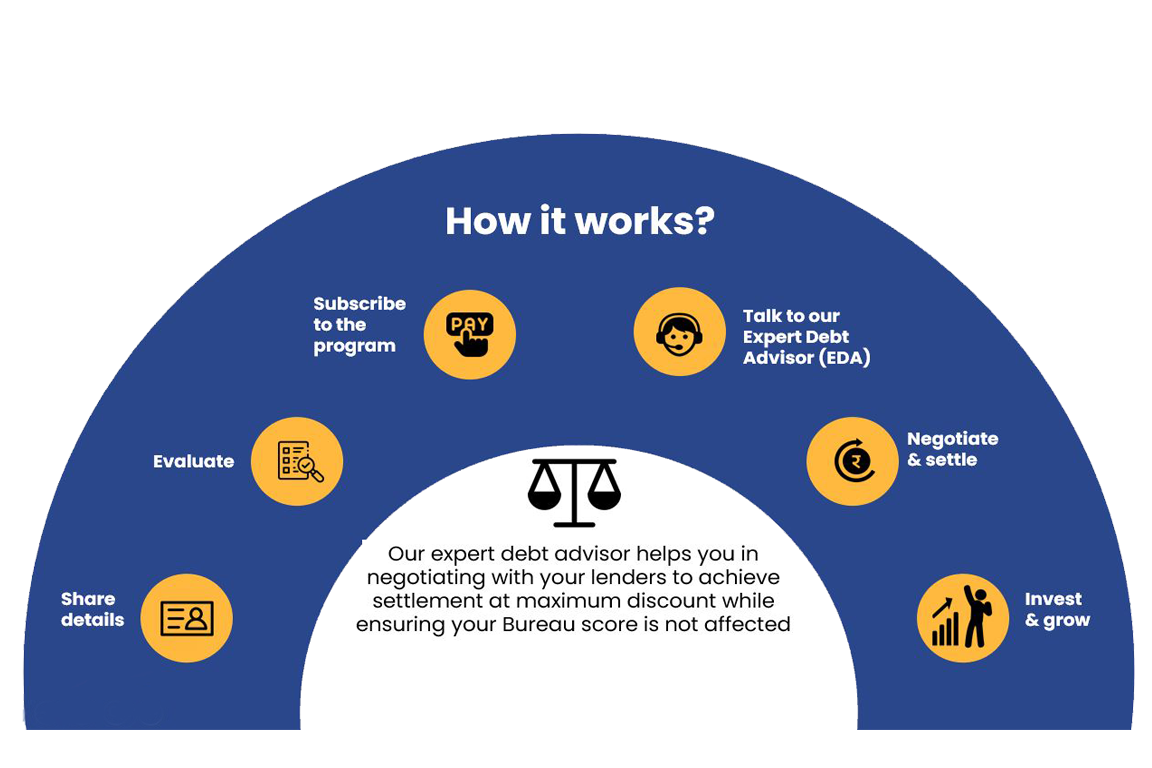 How it works?
Share
details
Evaluate
Subscribe
to the
program
PAY
Talk to our
Expert Debt
Advisor (EDA)
₹
Negotiate
& settle
Invest
& grow
Our expert debt advisor helps you in
negotiating with your lenders to achieve
settlement at maximum discount while
ensuring your Bureau score is not affected